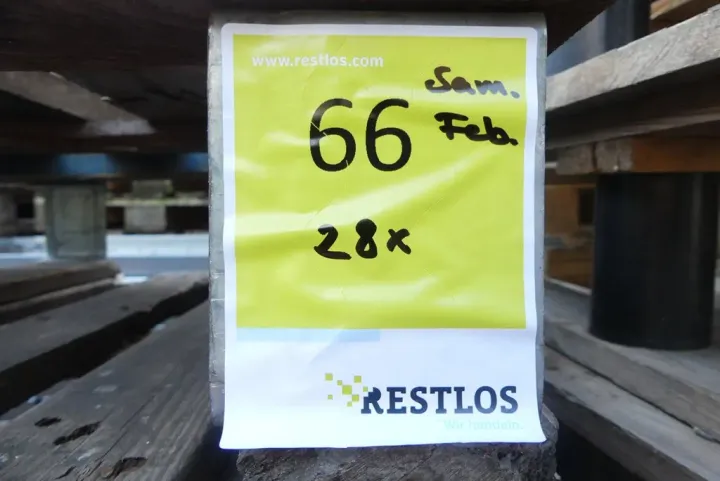 www.restlos.com
Sam.
Feb.
66
28x
RESTLOS
Wir handeln.